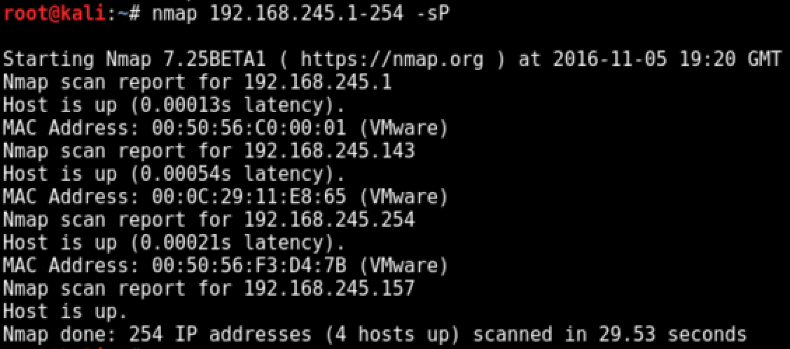 root@kali:~# nmap 192.168.245.1-254 -sP
Starting Nmap 7.25BETA1 ( https://nmap.org ) at 2016-11-05 19:20 GMT
Nmap scan report for 192.168.245.1
Host is up (0.00013s latency).
MAC Address: 00:50:56:C0:00:01 (VMware)
Nmap scan report for 192.168.245.143
Host is up (0.00054s latency).
MAC Address: 00:0C:29:11:E8:65 (VMware)
Nmap scan report for 192.168.245.254
Host is up (0.00021s latency).
MAC Address: 00:50:56:F3:D4:7B (VMware)
Nmap scan report for 192.168.245.157
Host is up.
Nmap done: 254 IP addresses (4 hosts up) scanned in 29.53 seconds